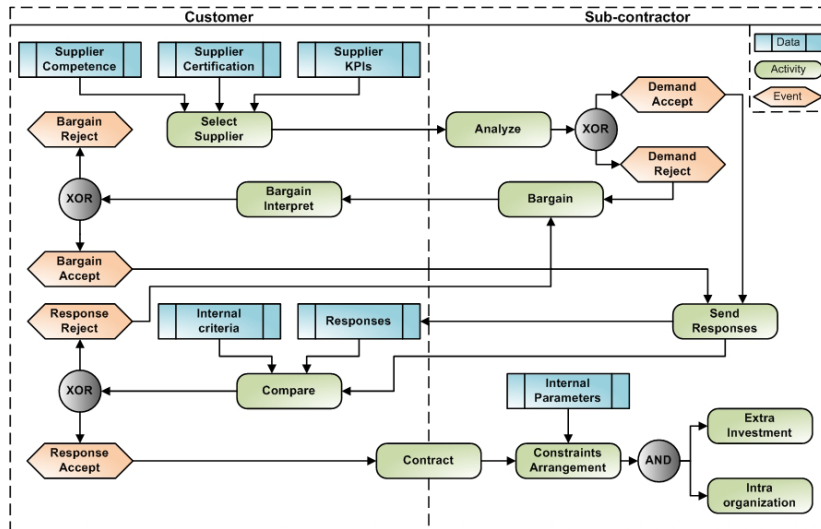 Customer
Sub-contractor
Supplier
Competence
Supplier
Certification
Supplier
KPIs
Data
Activity
Event
Bargain
Reject
Select
Supplier
Analyze
XOR
Demand
Accept
Demand
Reject
XOR
Bargain
Interpret
Bargain
Bargain
Accept
Response
Reject
Internal
criteria
Responses
Send
Responses
XOR
Compare
Internal
Parameters
Response
Accept
Contract
Constraints
Arrangement
AND
Extra
Investment
Intra
organization